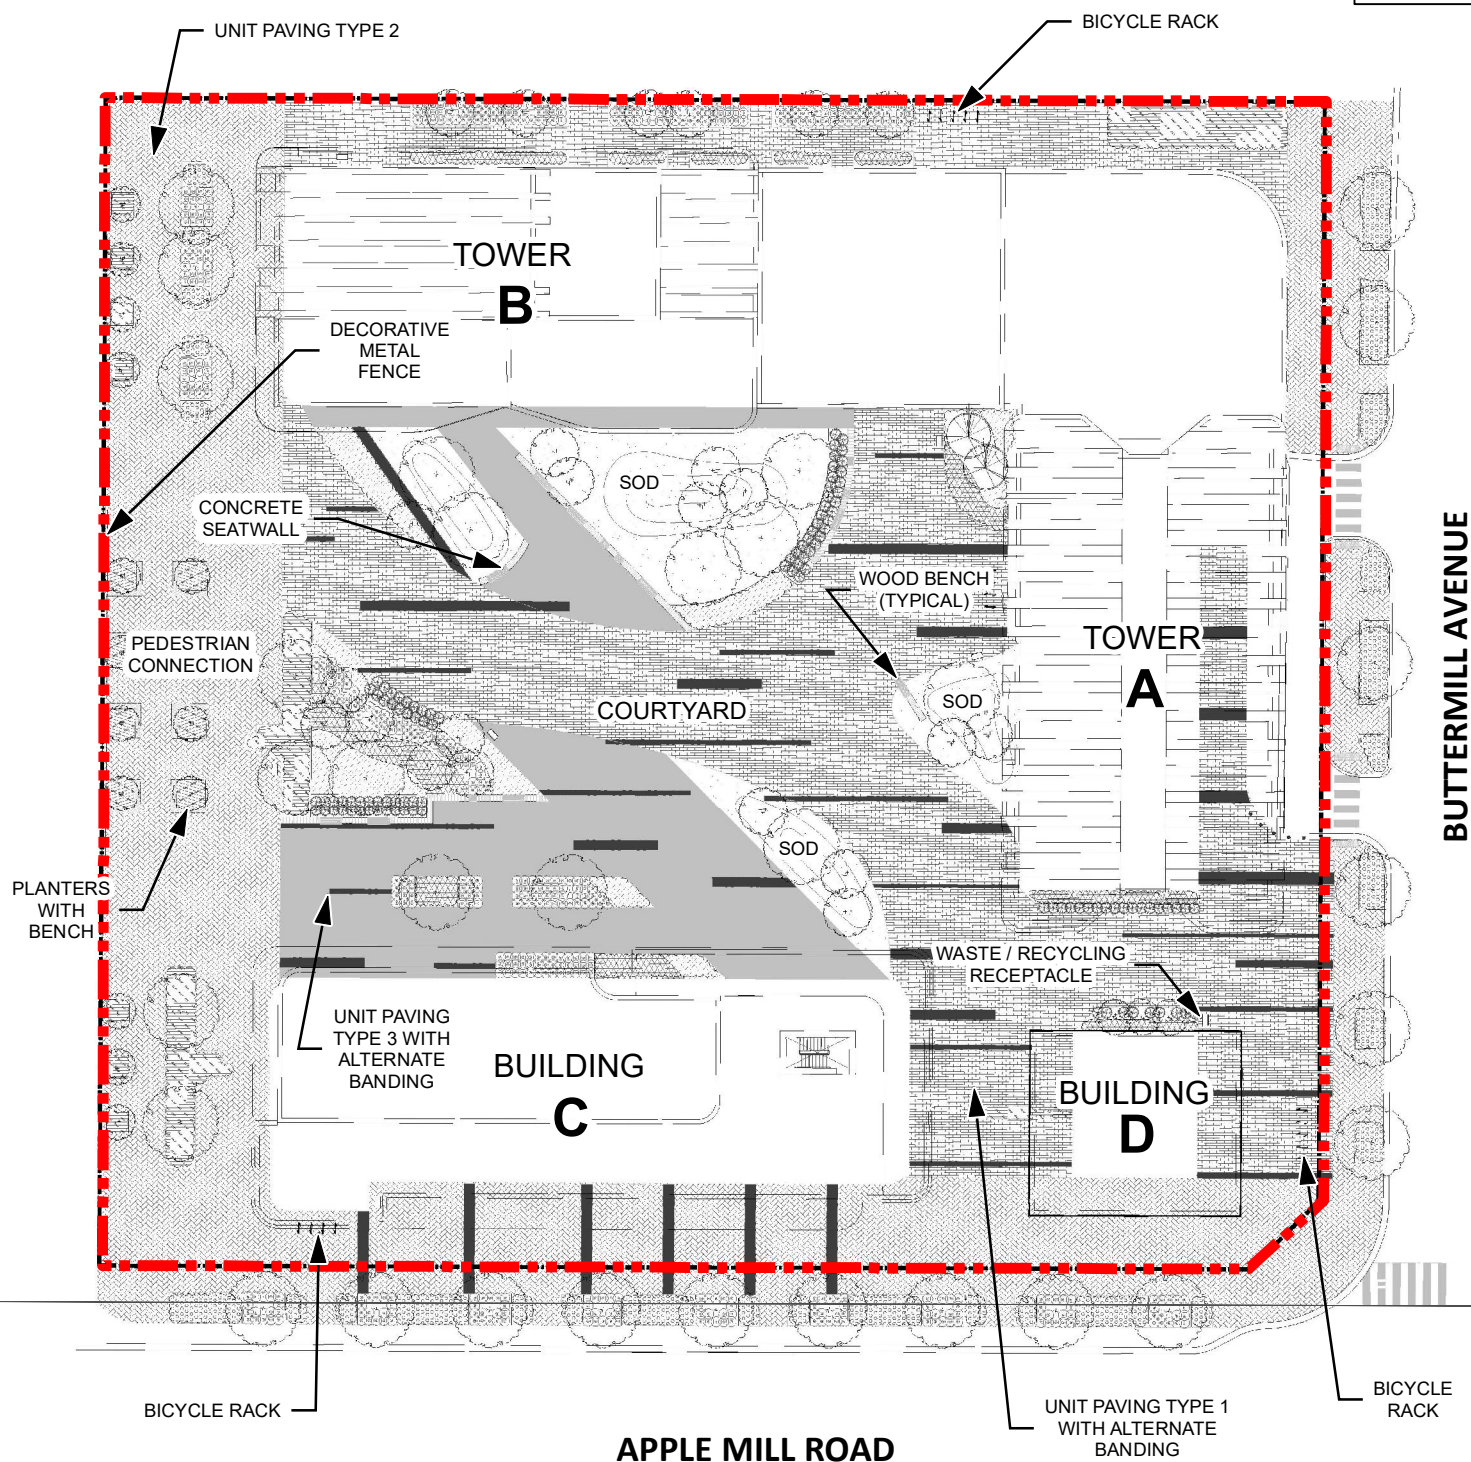 UNIT PAVING TYPE 2
BICYCLE RACK
TOWER
B
DECORATIVE
METAL
FENCE
SOD
CONCRETE
SEATWALL
WOOD BENCH
(TYPICAL)
BUTTERMILL AVENUE
PEDESTRIAN
CONNECTION
TOWER
A
SOD
COURTYARD
SOD
PLANTERS
WITH
BENCH
WASTE / RECYCLING
RECEPTACLE
UNIT PAVING
TYPE 3 WITH
ALTERNATE
BANDING
BUILDING
C
BUILDING
D
BICYCLE RACK
UNIT PAVING TYPE 1
WITH ALTERNATE
BANDING
BICYCLE
RACK
APPLE MILL ROAD